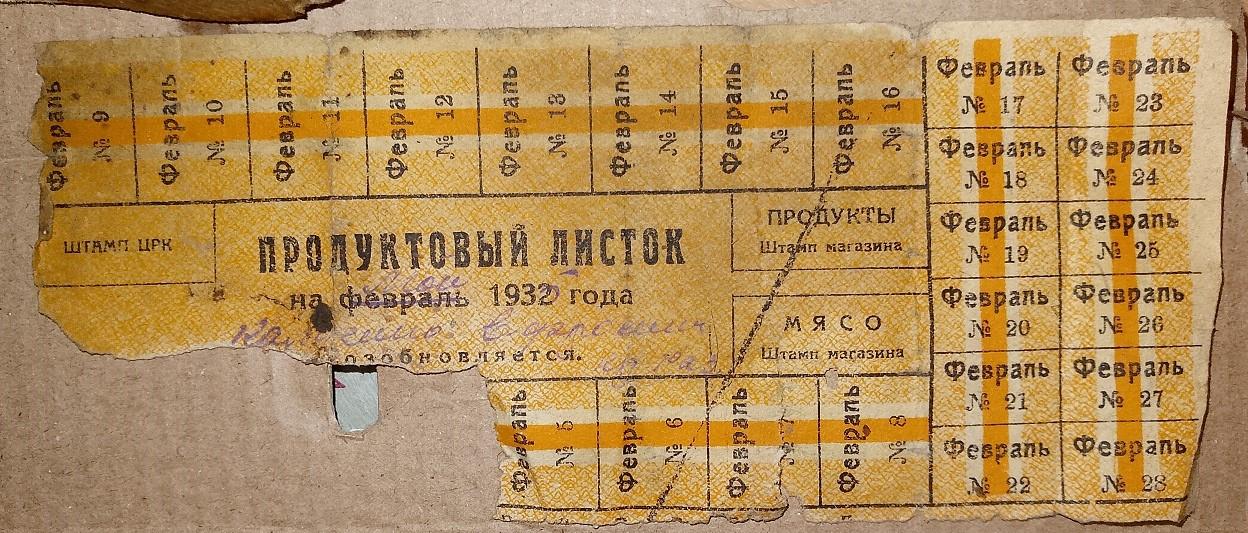 Февраль № 9
Февраль № 10
Февраль № 11
Февраль № 12
Февраль № 13
Февраль № 14
Февраль № 15
Февраль № 16
ШТАМП ЦРК
ПРОДУКТОВЫЙ ЛИСТОК
на февраль 1932 года
озобновляется.
ПРОДУКТЫ
Штамп магазина
МЯСО
Штамп магазина
Февраль № 5
Февраль № 6
Февраль № 7
Февраль № 8
Февраль
№ 17
Февраль
№ 18
Февраль
№ 19
Февраль
№ 20
Февраль
№ 21
Февраль
№ 22
Февраль
№ 23
Февраль
№ 24
Февраль
№ 25
Февраль
№ 26
Февраль
№ 27
Февраль
№ 28